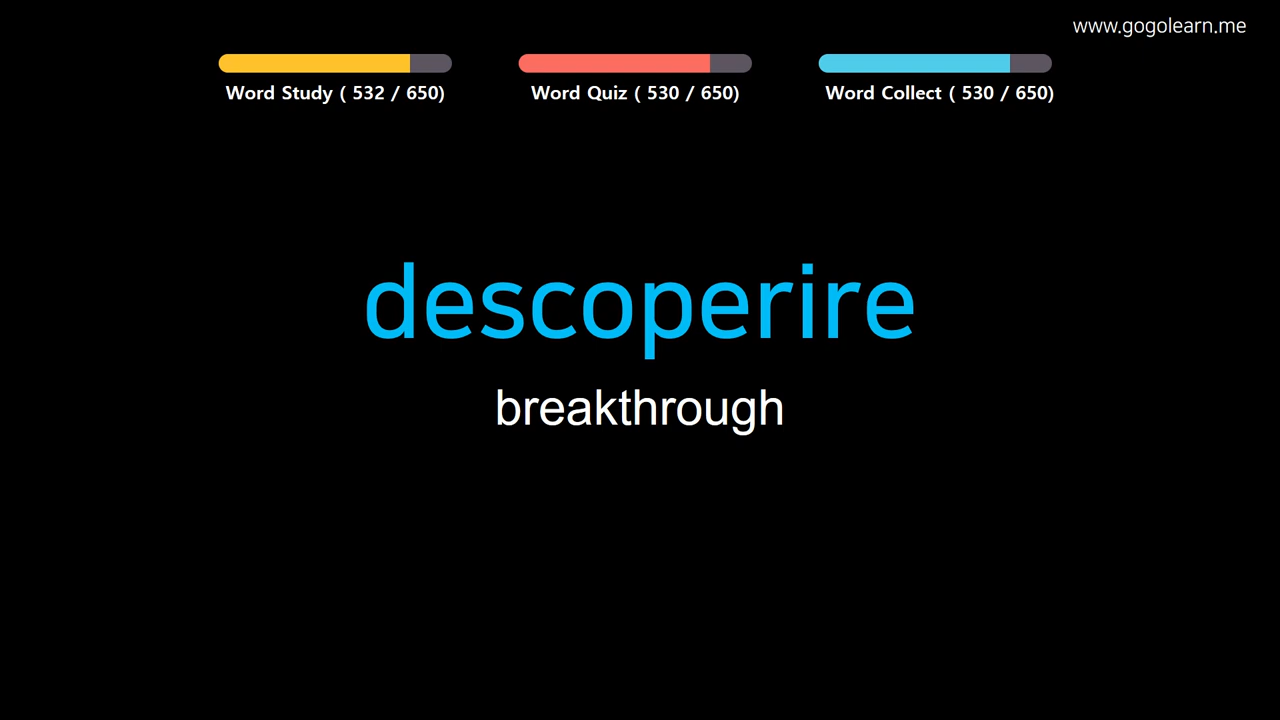 www.gogolearn.me
Word Study ( 532 / 650)
Word Quiz ( 530 / 650)
Word Collect ( 530 / 650)
descoperire
breakthrough